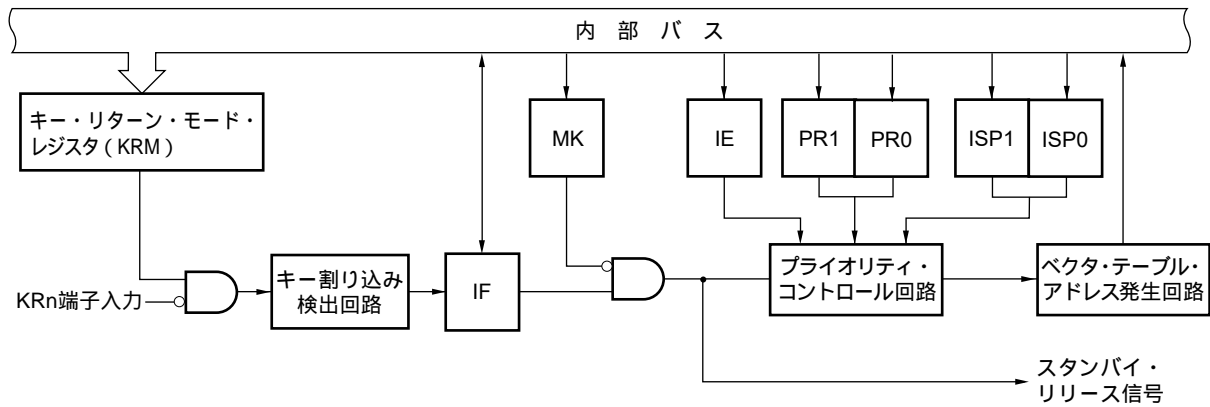 内 部 バ ス
キー・リターン・モード・
レジスタ(KRM)
MK
IE
PR1
PR0
ISP1
ISP0
KRn端子入力
キー割り込み
検出回路
IF
プライオリティ・
コントロール回路
ベクタ・テーブル・
アドレス発生回路
スタンバイ・
リリース信号